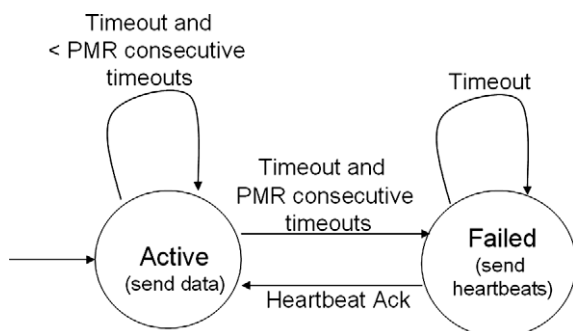 Timeout and
< PMR consecutive
timeouts
Timeout
Timeout and
PMR consecutive
timeouts
Active
(send data)
Failed
(send
heartbeats)
Heartbeat Ack